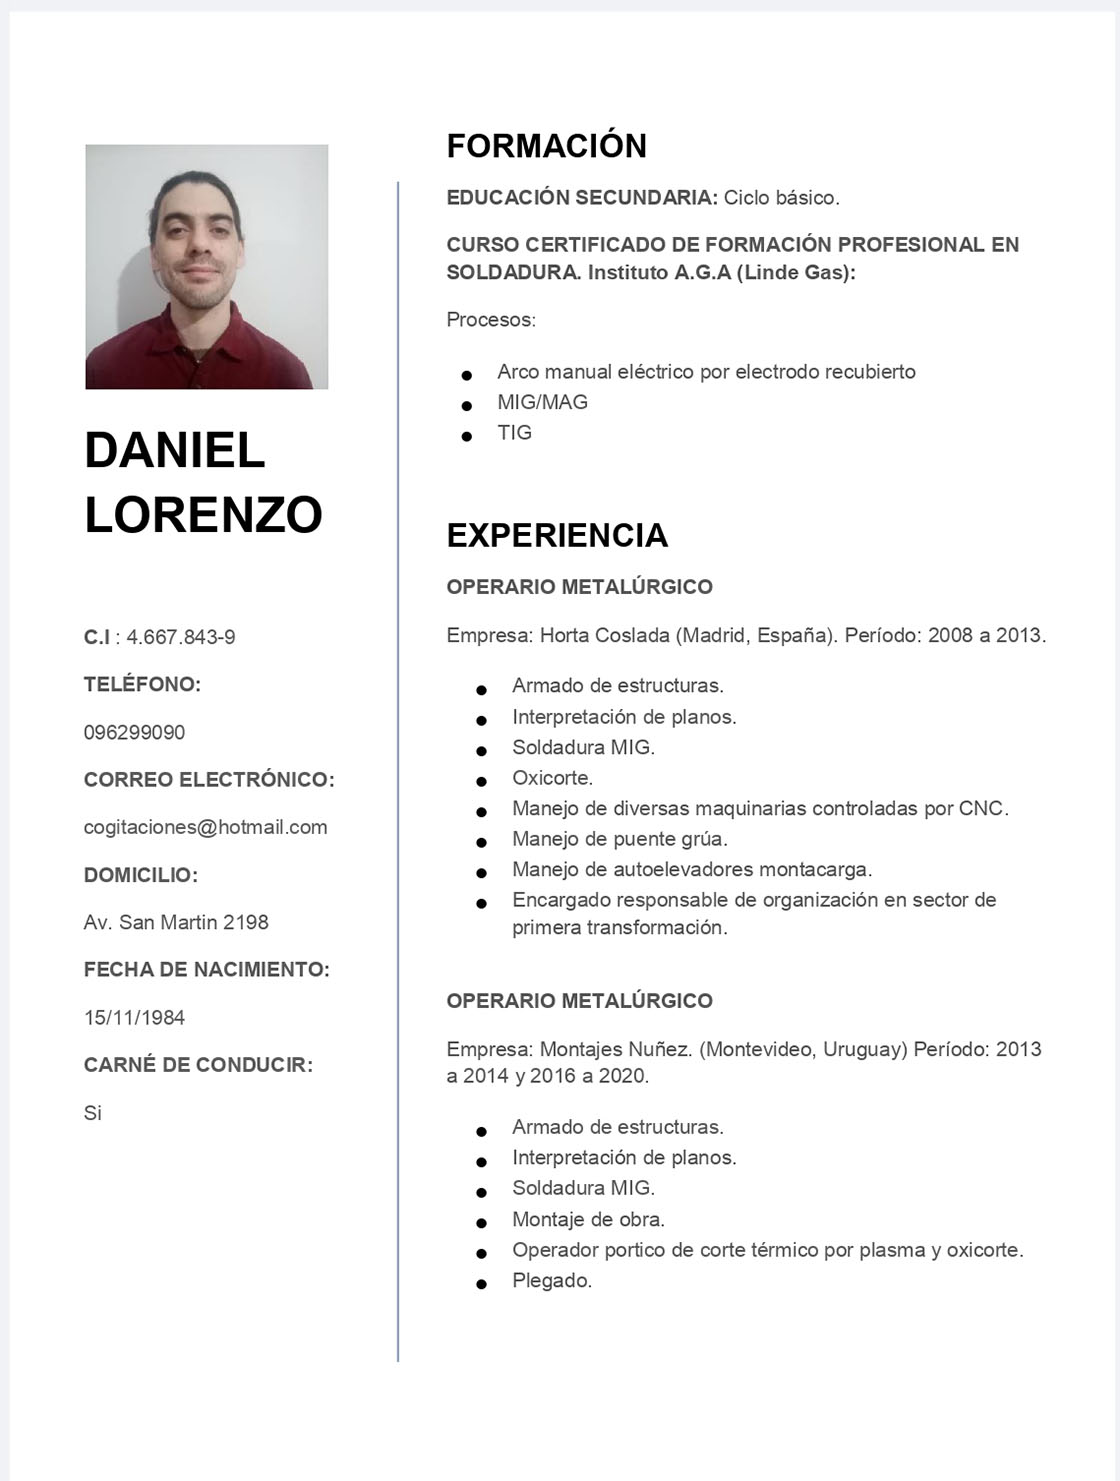 DANIEL
LORENZO
C.I : 4.667.843-9
TELÉFONO:
096299090
CORREO ELECTRÓNICO:
cogitaciones@hotmail.com
DOMICILIO:
Av. San Martin 2198
FECHA DE NACIMIENTO:
15/11/1984
CARNÉ DE CONDUCIR:
Si
FORMACIÓN
EDUCACIÓN SECUNDARIA: Ciclo básico.
CURSO CERTIFICADO DE FORMACIÓN PROFESIONAL EN
SOLDADURA. Instituto A.G.A (Linde Gas):
Procesos:
● Arco manual eléctrico por electrodo recubierto
● MIG/MAG
● TIG
EXPERIENCIA
OPERARIO METALÚRGICO
Empresa: Horta Coslada (Madrid, España). Período: 2008 a 2013.
● Armado de estructuras.
● Interpretación de planos.
● Soldadura MIG.
● Oxicorte.
● Manejo de diversas maquinarias controladas por CNC.
● Manejo de puente grúa.
● Manejo de autoelevadores montacarga.
● Encargado responsable de organización en sector de
primera transformación.
OPERARIO METALÚRGICO
Empresa: Montajes Nuñez. (Montevideo, Uruguay) Período: 2013
a 2014 y 2016 a 2020.
● Armado de estructuras.
● Interpretación de planos.
● Soldadura MIG.
● Montaje de obra.
● Operador portico de corte térmico por plasma y oxicorte.
● Plegado.